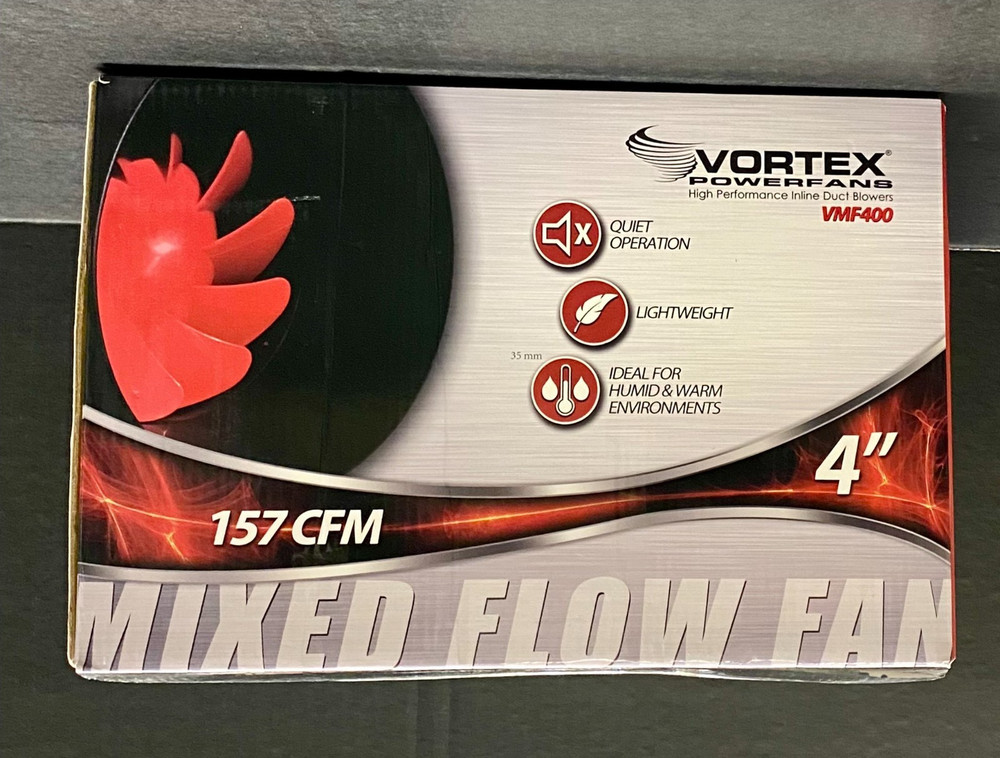 VORTEX®
POWERFANS
High Performance Inline Duct Blowers
VMF400
QUIET
OPERATION
LIGHTWEIGHT
35 mm
IDEAL FOR
HUMID & WARM
ENVIRONMENTS
4"
157 CFM
MIXED FLOW FAN